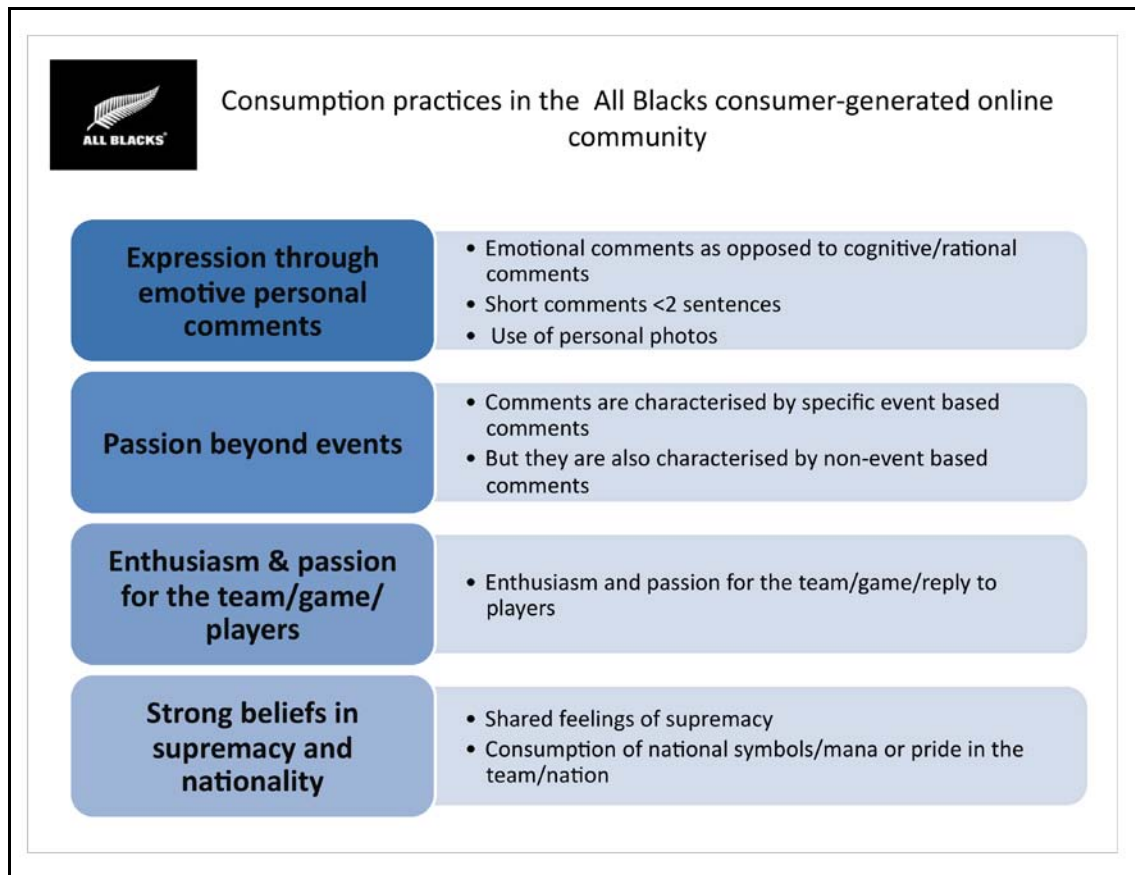 ALL BLACKS®
Consumption practices in the All Blacks consumer-generated online
community
Expression through
emotive personal
comments
• Emotional comments as opposed to cognitive/rational
comments
• Short comments <2 sentences
• Use of personal photos
Passion beyond events
• Comments are characterised by specific event based
comments
• But they are also characterised by non-event based
comments
Enthusiasm & passion
for the team/game/
players
• Enthusiasm and passion for the team/game/reply to
players
Strong beliefs in
supremacy and
nationality
• Shared feelings of supremacy
• Consumption of national symbols/mana or pride in the
team/nation